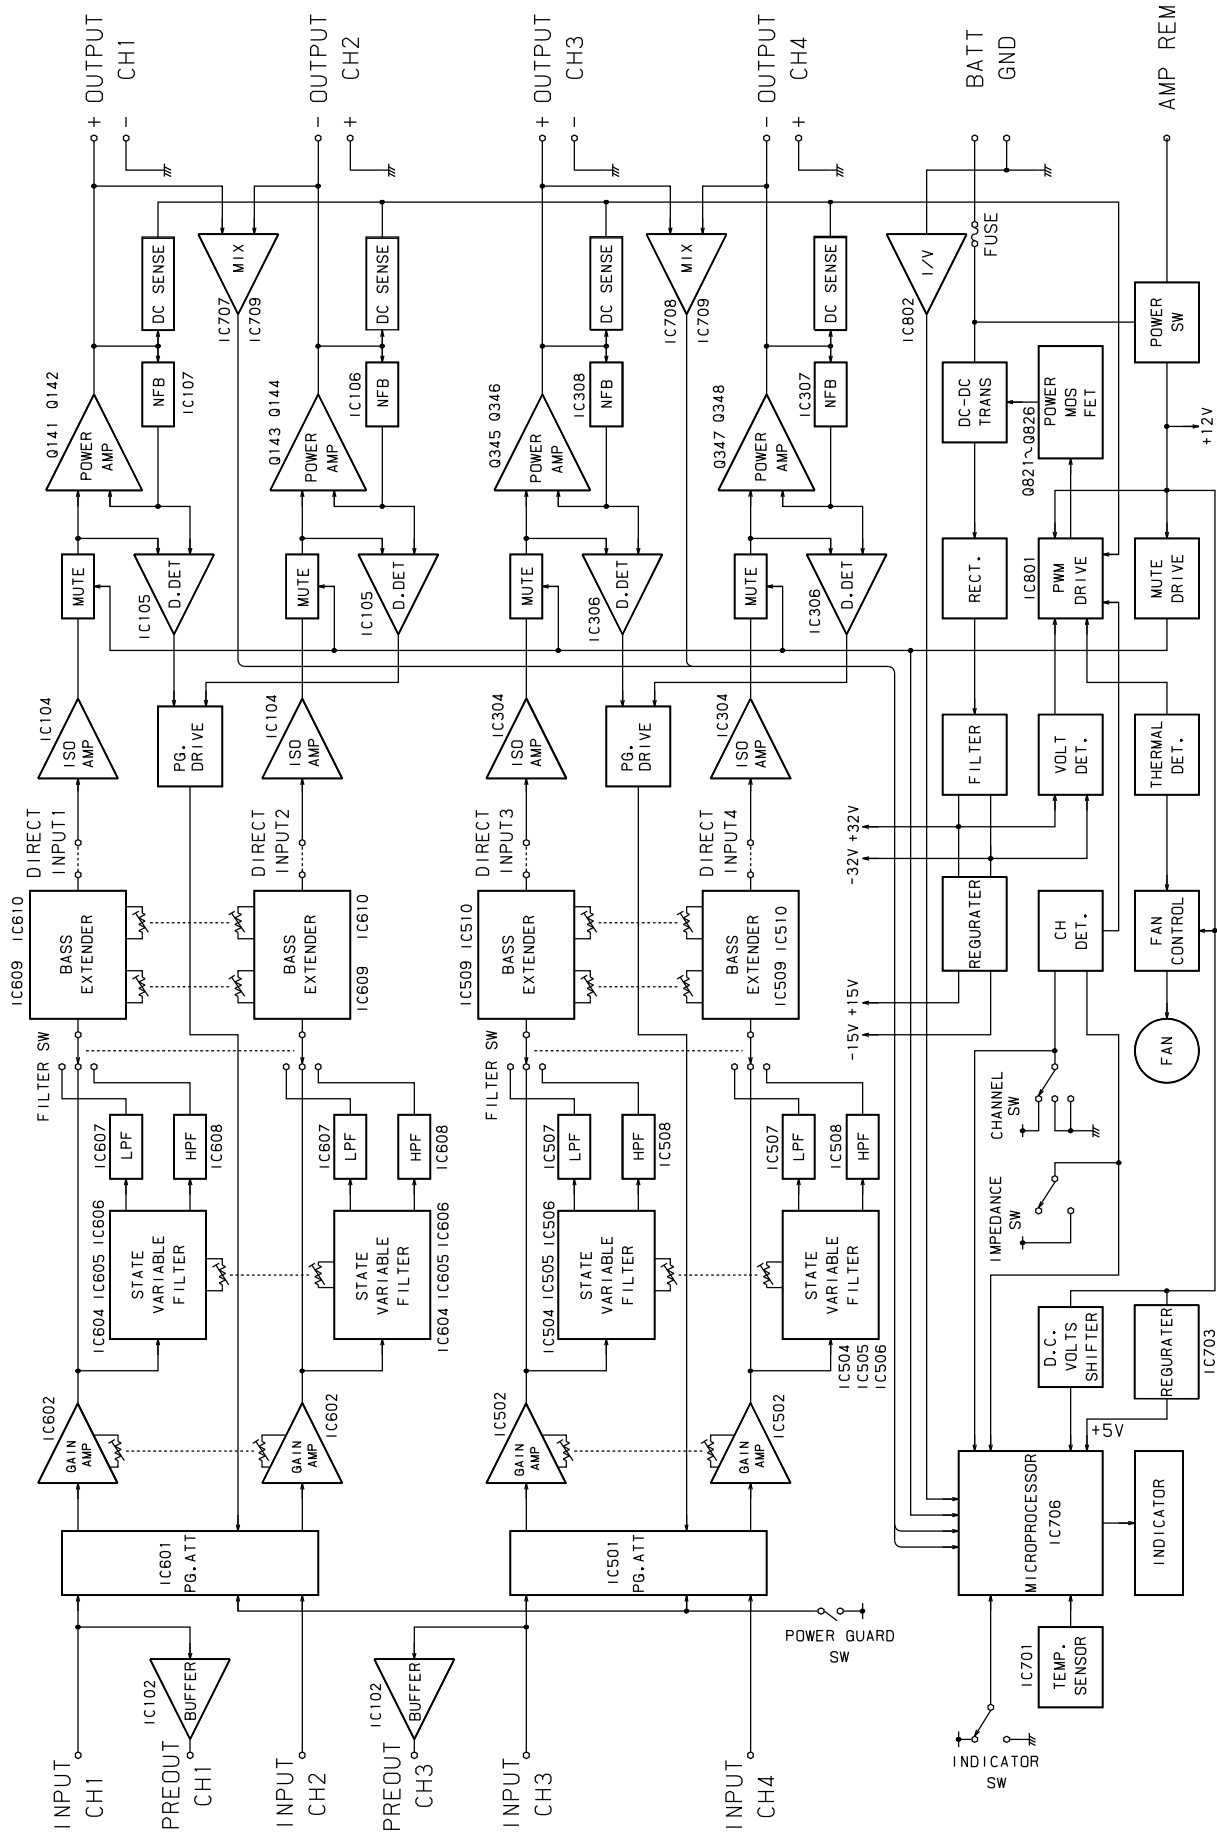 INPUT
CH1
PREOUT
CH1
INPUT
CH2
PREOUT
CH3
INPUT
CH3
INPUT
CH4
IC102
BUFFER
IC102
BUFFER
POWER GUARD
SW
IC601
PG.ATT
IC501
PG.ATT
IC602
GAIN
AMP
IC602
GAIN
AMP
IC502
GAIN
AMP
IC502
GAIN
AMP
IC604 IC605 IC606
STATE
VARIABLE
FILTER
IC607
LPF
HPF
IC608
STATE
VARIABLE
FILTER
IC604 IC605 IC606
IC607
LPF
HPF
IC608
IC504 IC505 IC506
STATE
VARIABLE
FILTER
IC507
LPF
HPF
IC508
STATE
VARIABLE
FILTER
IC504
IC505
IC506
IC507
LPF
IC508
HPF
FILTER SW
FILTER SW
IC609 IC610
BASS
EXTENDER
BASS
EXTENDER
IC609
IC610
IC509 IC510
BASS
EXTENDER
BASS
EXTENDER
IC509 IC510
DIRECT
INPUT1
DIRECT
INPUT2
DIRECT
INPUT3
DIRECT
INPUT4
IC104
ISO
AMP
PG.
DRIVE
IC104
ISO
AMP
IC304
ISO
AMP
PG.
DRIVE
IC304
ISO
AMP
MUTE
IC105
D.DET
MUTE
IC105
D.DET
MUTE
IC306
D.DET
MUTE
IC306
D.DET
Q141 Q142
POWER
AMP
NFB
IC107
DC SENSE
Q143 Q144
POWER
AMP
IC106
NFB
DC SENSE
MIX
IC707
IC709
Q345 Q346
POWER
AMP
IC308
NFB
DC SENSE
Q347 Q348
POWER
AMP
IC307
NFB
DC SENSE
MIX
IC708
IC709
+ OUTPUT
- CH1
- OUTPUT
+ CH2
+ OUTPUT
- CH3
- OUTPUT
+ CH4
BATT
GND
AMP REM
IC802
I/V
FUSE
POWER
SW
+12V
DC-DC
TRANS
POWER
MOS
FET
Q821~Q826
RECT.
IC801
PWM
DRIVE
MUTE
DRIVE
FILTER
VOLT
DET.
THERMAL
DET.
-32V +32V
REGURATER
CH
DET.
FAN
CONTROL
-15V +15V
FAN
CHANNEL
SW
IMPEDANCE
SW
D.C.
VOLTS
SHIFTER
REGURATER
IC703
+5V
MICROPROCESSOR
IC706
INDICATOR
IC701
TEMP.
SENSOR
INDICATOR
SW